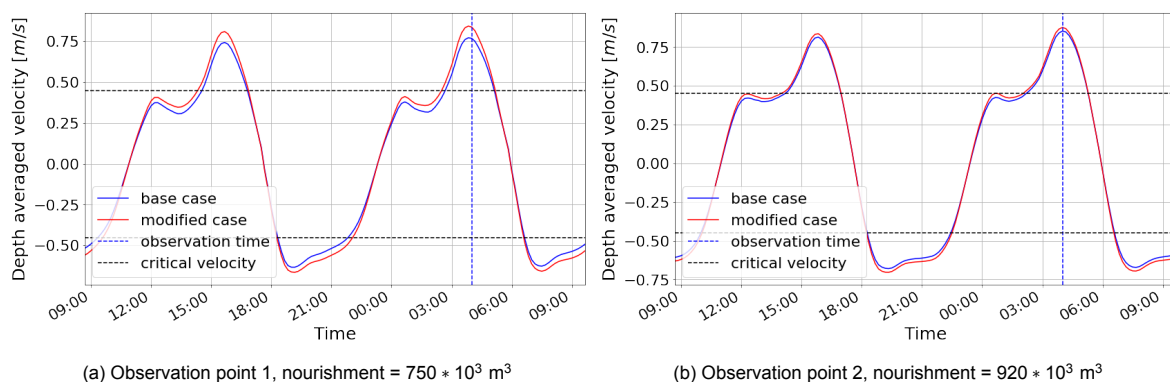 Depth averaged velocity [m/s]
0.75
0.50
0.25
0.00
−0.25
−0.50
base case
modified case
observation time
critical velocity
09:00
12:00
15:00
18:00
21:00
00:00
03:00
06:00
09:00
Time
(a) Observation point 1, nourishment = 750 ∗ 10³ m³
Depth averaged velocity [m/s]
0.75
0.50
0.25
0.00
−0.25
−0.50
−0.75
base case
modified case
observation time
critical velocity
09:00
12:00
15:00
18:00
21:00
00:00
03:00
06:00
09:00
Time
(b) Observation point 2, nourishment = 920 ∗ 10³ m³